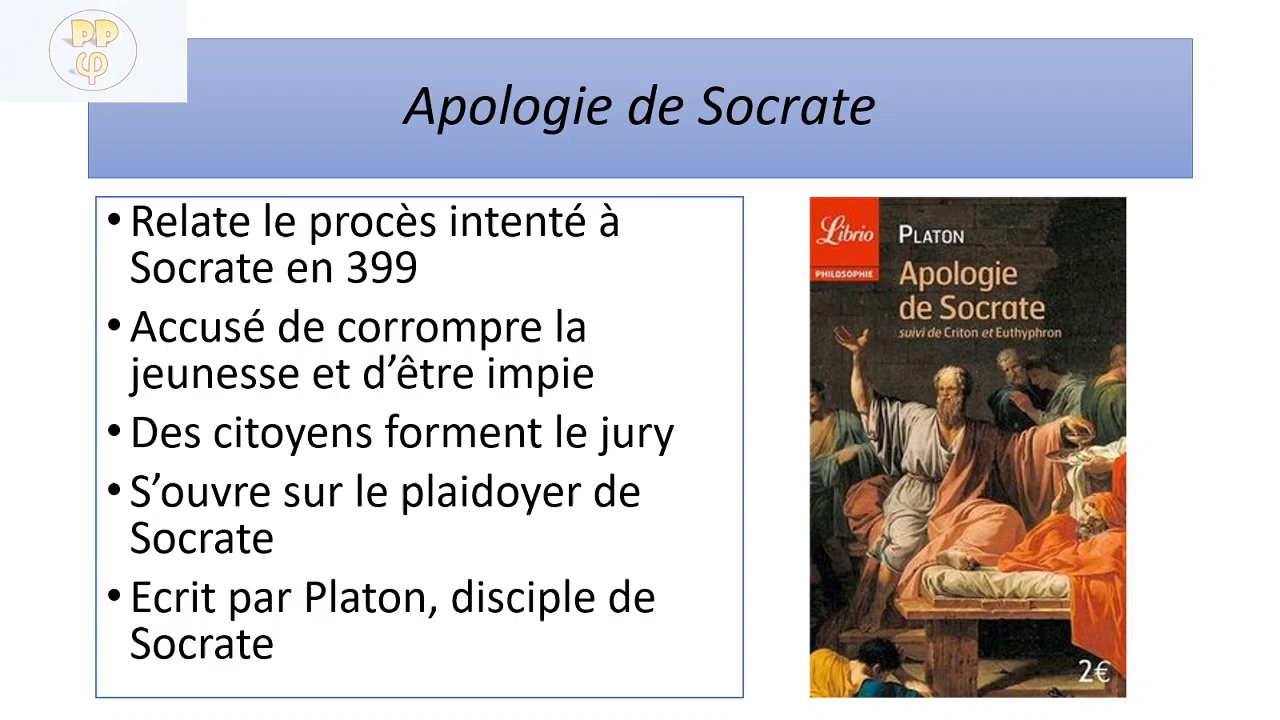 PP
φ
Apologie de Socrate
• Relate le procès intenté à
Socrate en 399
• Accusé de corrompre la
jeunesse et d’être impie
• Des citoyens forment le jury
• S’ouvre sur le plaidoyer de
Socrate
• Ecrit par Platon, disciple de
Socrate
Librio
PHILOSOPHIE
PLATON
Apologie
de Socrate
suivi de Criton et Euthyphron
2€